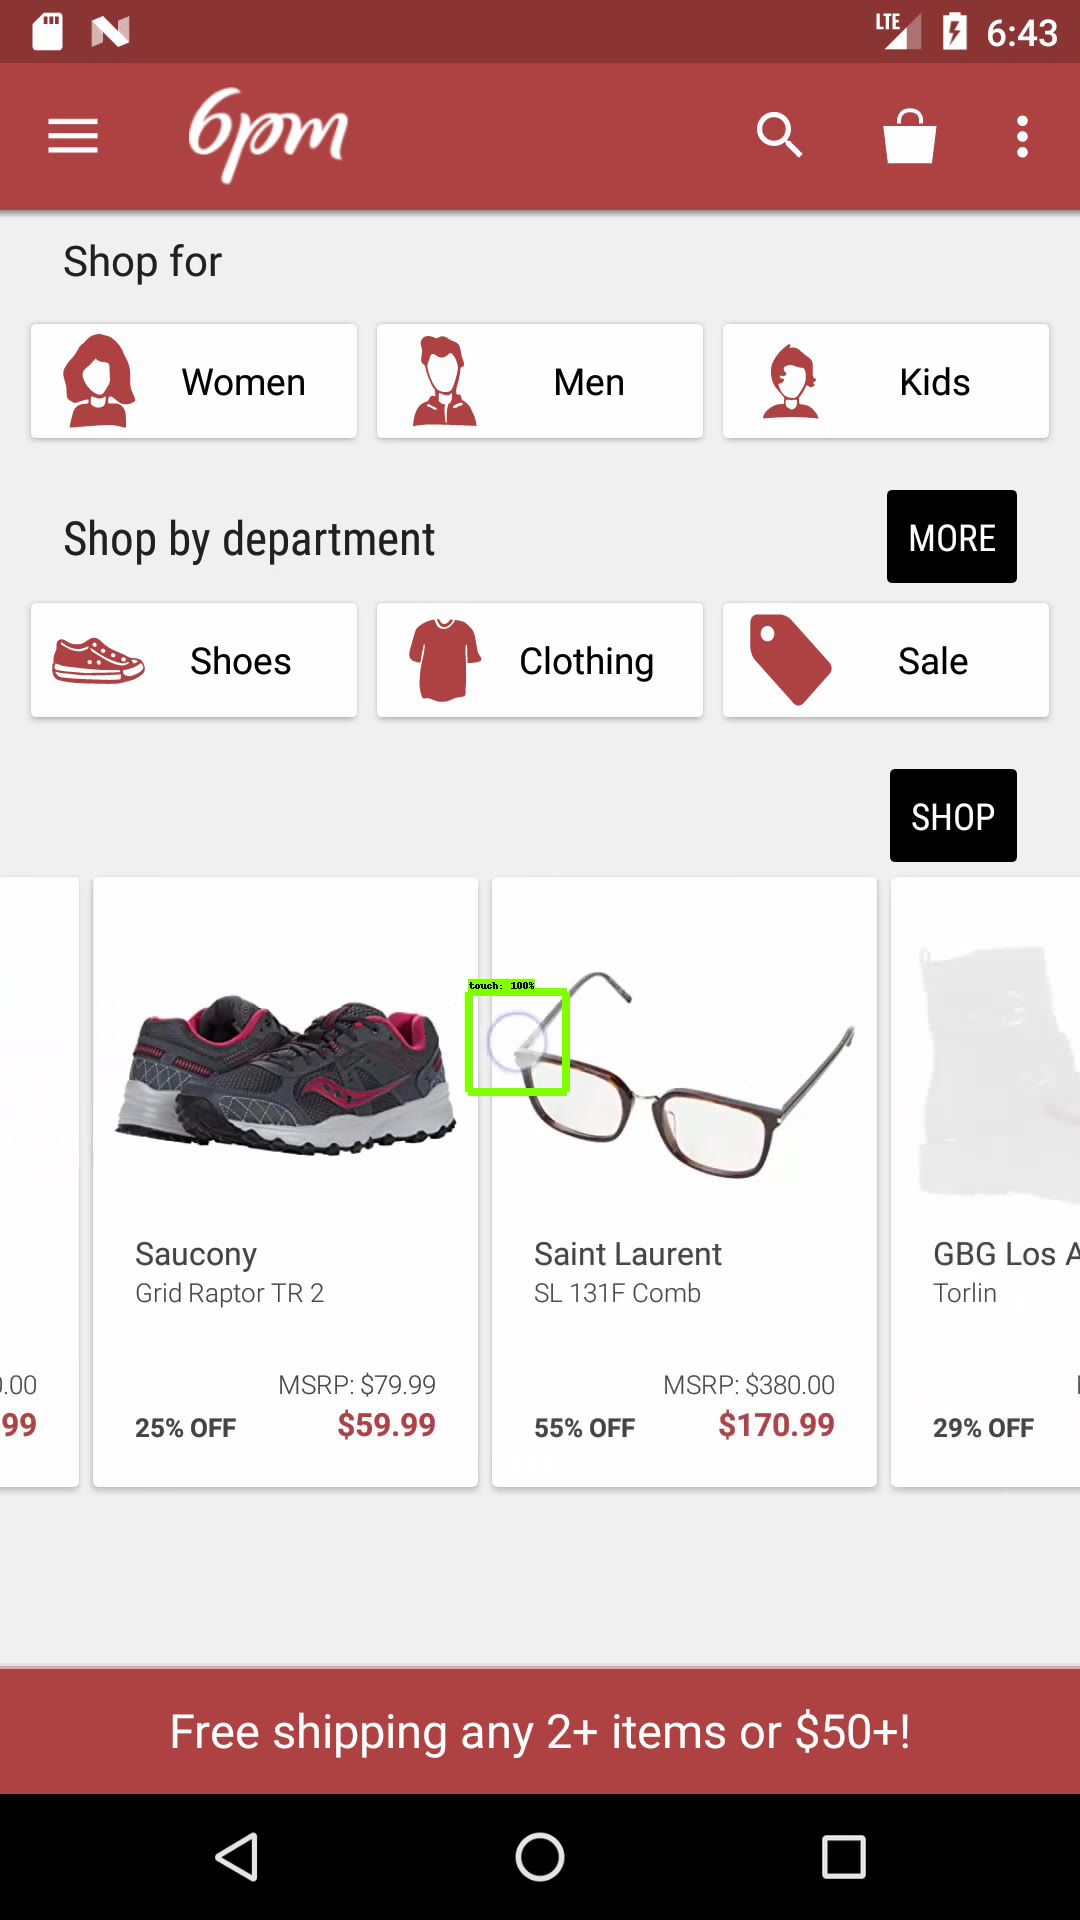 LTE 6:43
6pm
Shop for
Women Men Kids
Shop by department MORE
Shoes Clothing Sale
SHOP
touch: 100%
Saucony Saint Laurent GBG Los A
Grid Raptor TR 2 SL 131F Comb Torlin
0.00 MSRP: $79.99 MSRP: $380.00
99 25% OFF $59.99 55% OFF $170.99 29% OFF
Free shipping any 2+ items or $50+!